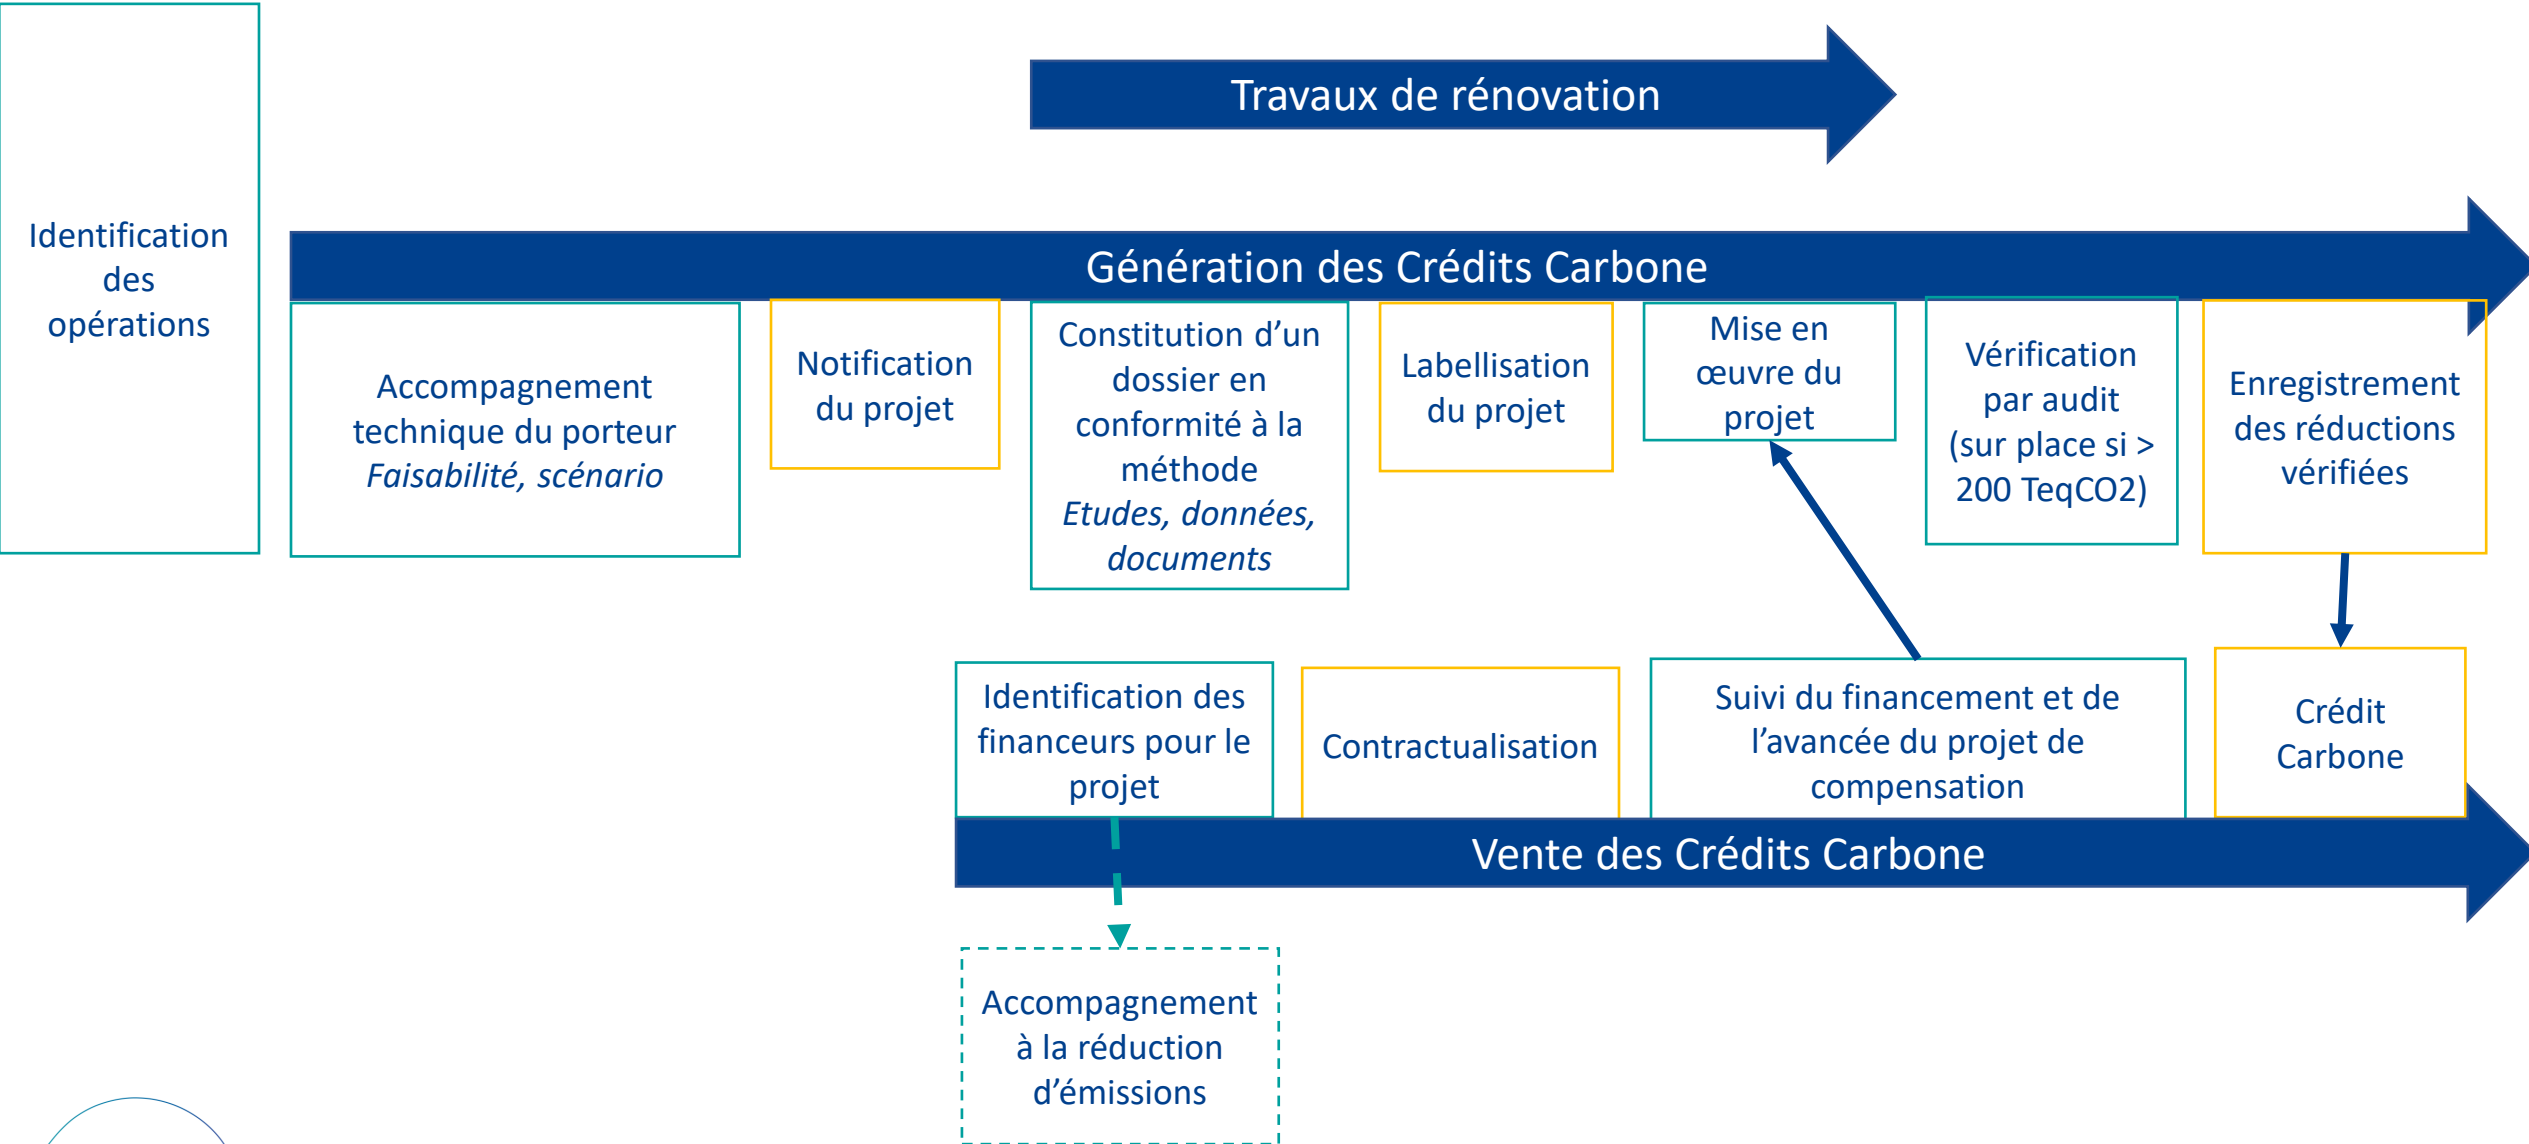 Travaux de rénovation
Identification
des
opérations
Génération des Crédits Carbone
Accompagnement
technique du porteur
Faisabilité, scénario
Notification
du projet
Constitution d’un
dossier en
conformité à la
méthode
Etudes, données,
documents
Labellisation
du projet
Mise en
œuvre du
projet
Vérification
par audit
(sur place si >
200 TeqCO2)
Enregistrement
des réductions
vérifiées
Identification des
financeurs pour le
projet
Contractualisation
Suivi du financement et de
l’avancée du projet de
compensation
Crédit
Carbone
Vente des Crédits Carbone
Accompagnement
à la réduction
d’émissions